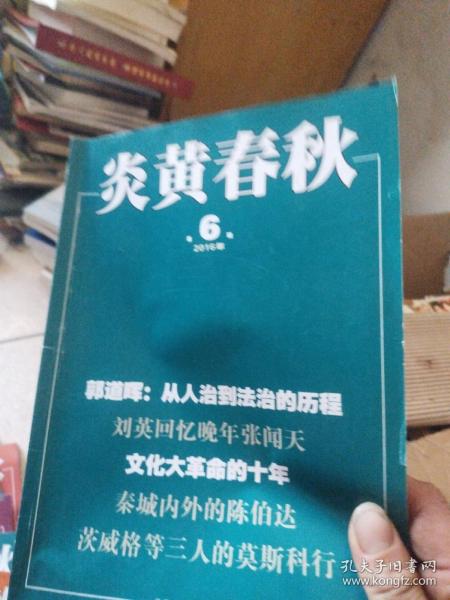 炎黄春秋
第6期
2016年
郭道晖：从人治到法治的历程
刘英回忆晚年张闻天
文化大革命的十年
秦城内外的陈伯达
茨威格等三人的莫斯科行
孔夫子旧书网
www.kongfz.com